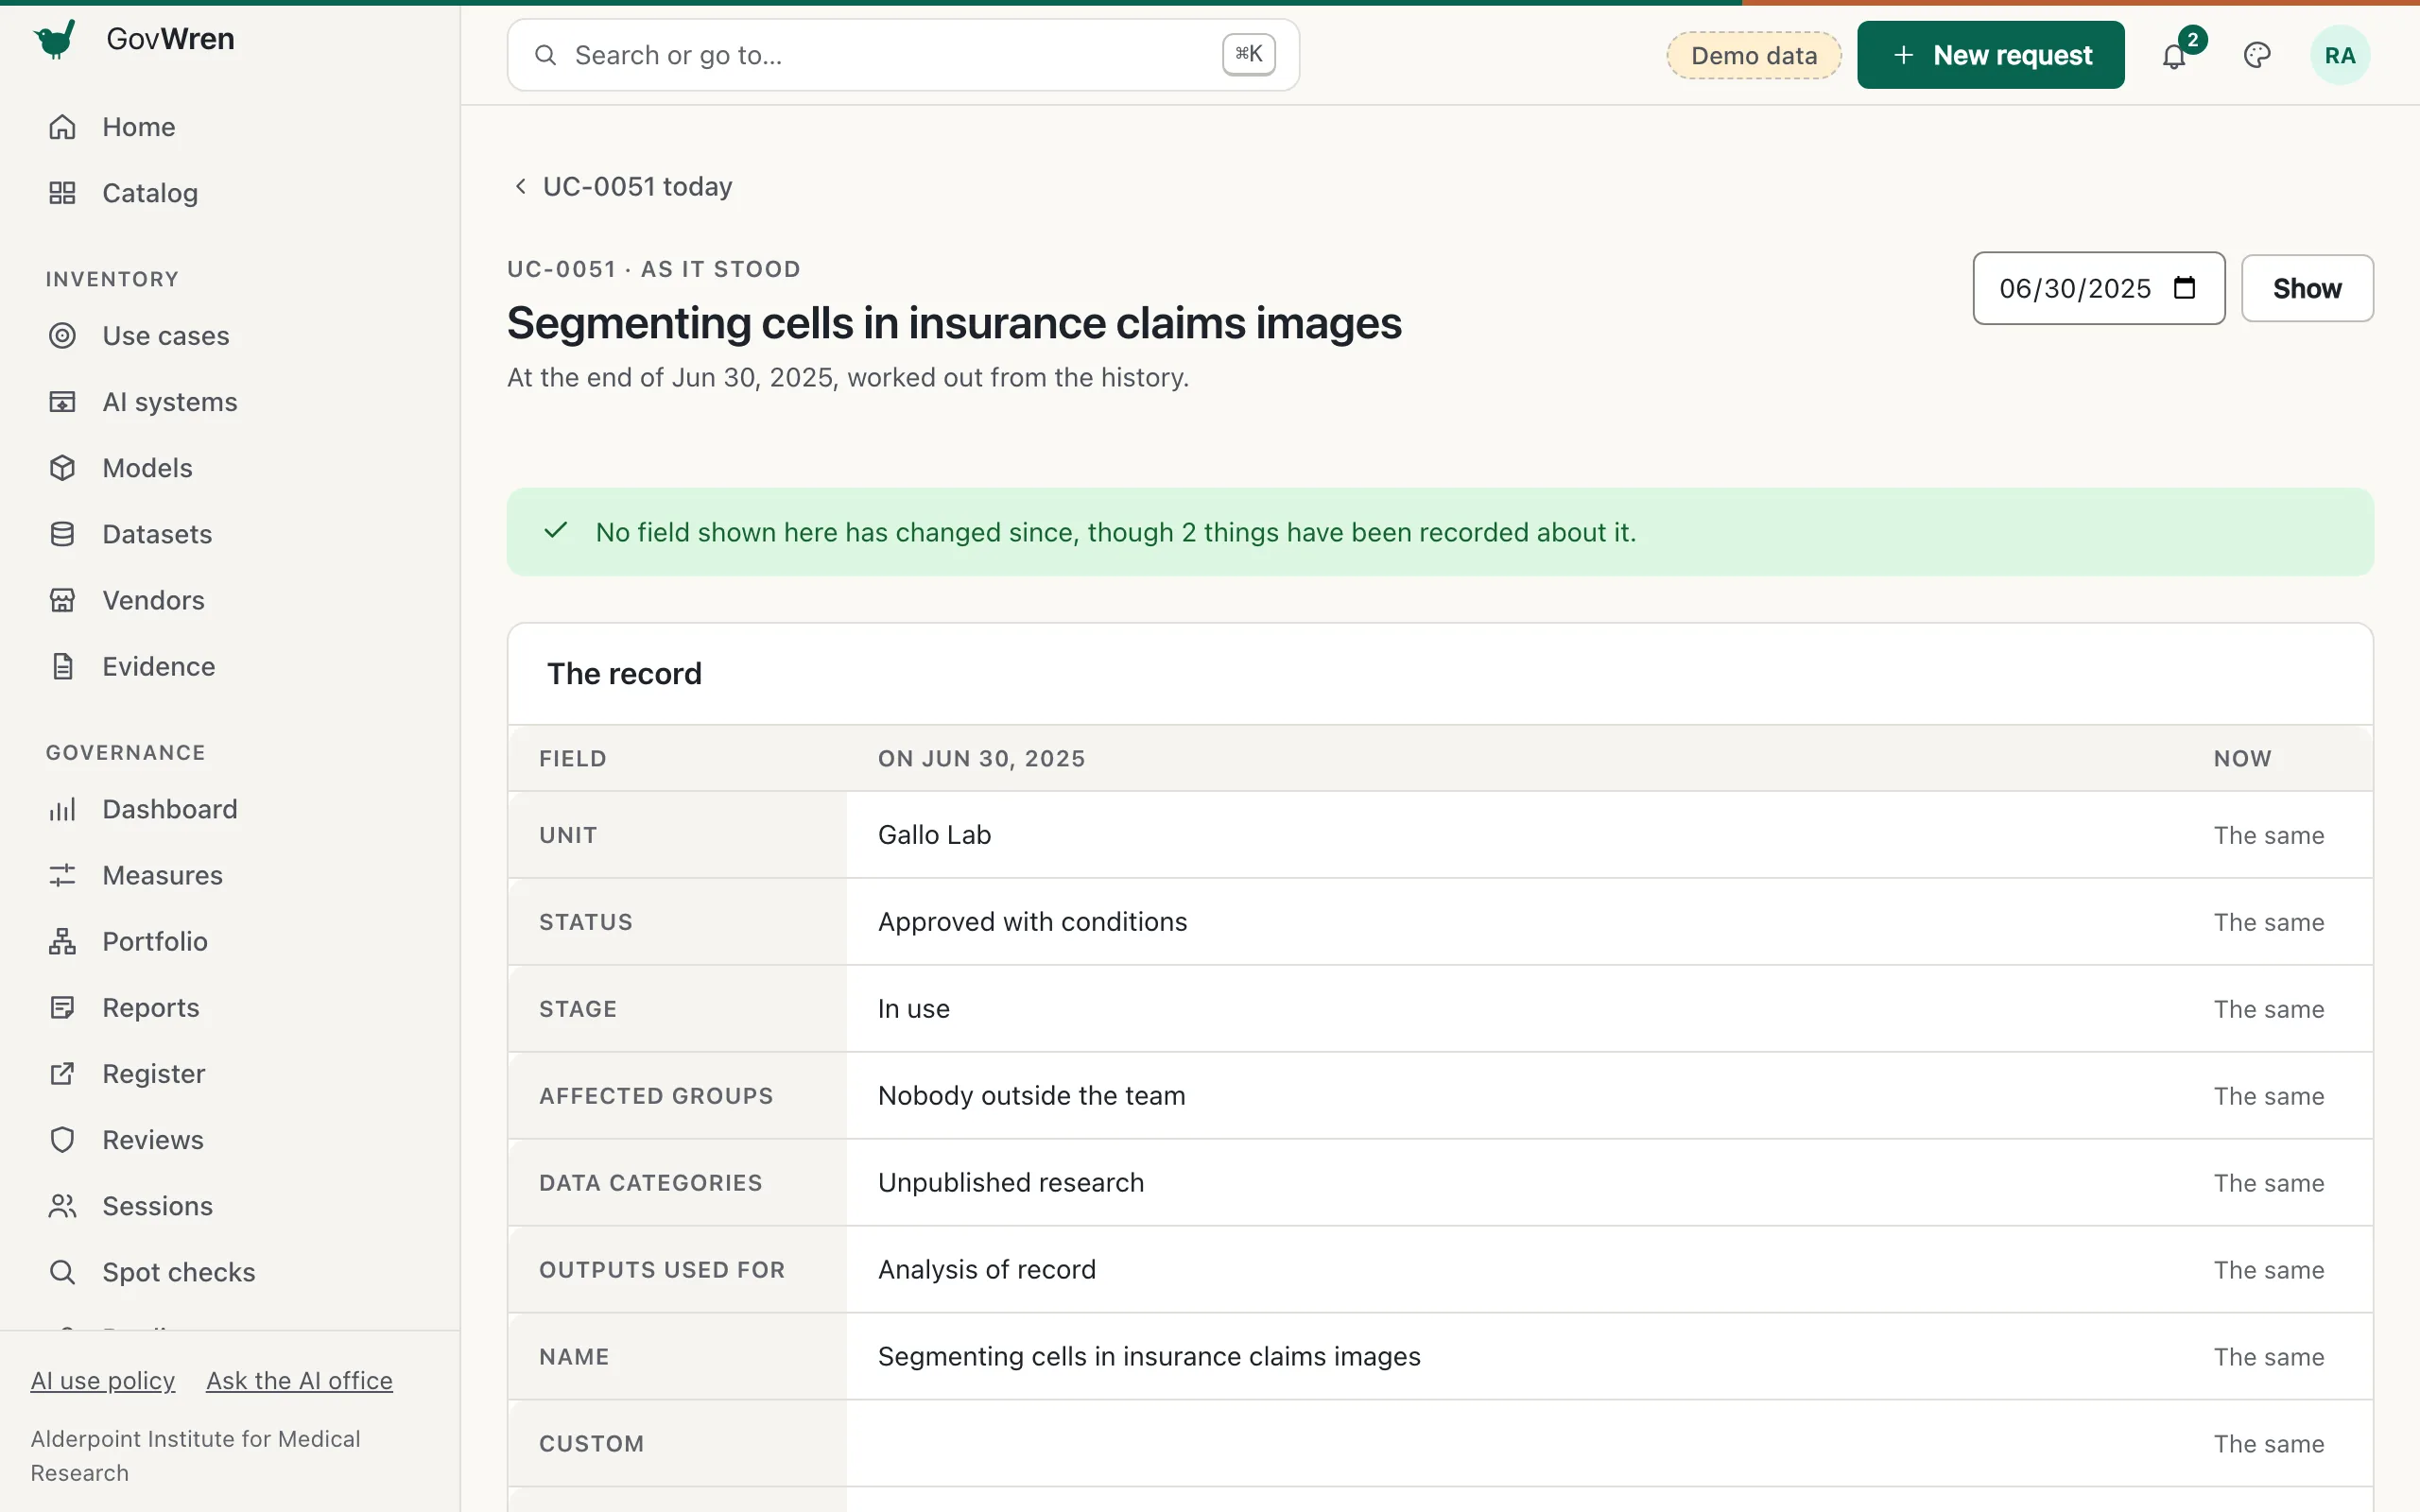 GovWren
Search or go to...
⌘K
Demo data
New request
2
RA
Home
Catalog
INVENTORY
Use cases
AI systems
Models
Datasets
Vendors
Evidence
GOVERNANCE
Dashboard
Measures
Portfolio
Reports
Register
Reviews
Sessions
Spot checks
AI use policy
Ask the AI office
Alderpoint Institute for Medical
Research
UC-0051 today
UC-0051 · AS IT STOOD
Segmenting cells in insurance claims images
At the end of Jun 30, 2025, worked out from the history.
06/30/2025
Show
No field shown here has changed since, though 2 things have been recorded about it.
The record
FIELD ON JUN 30, 2025 NOW
UNIT Gallo Lab The same
STATUS Approved with conditions The same
STAGE In use The same
AFFECTED GROUPS Nobody outside the team The same
DATA CATEGORIES Unpublished research The same
OUTPUTS USED FOR Analysis of record The same
NAME Segmenting cells in insurance claims images The same
CUSTOM The same